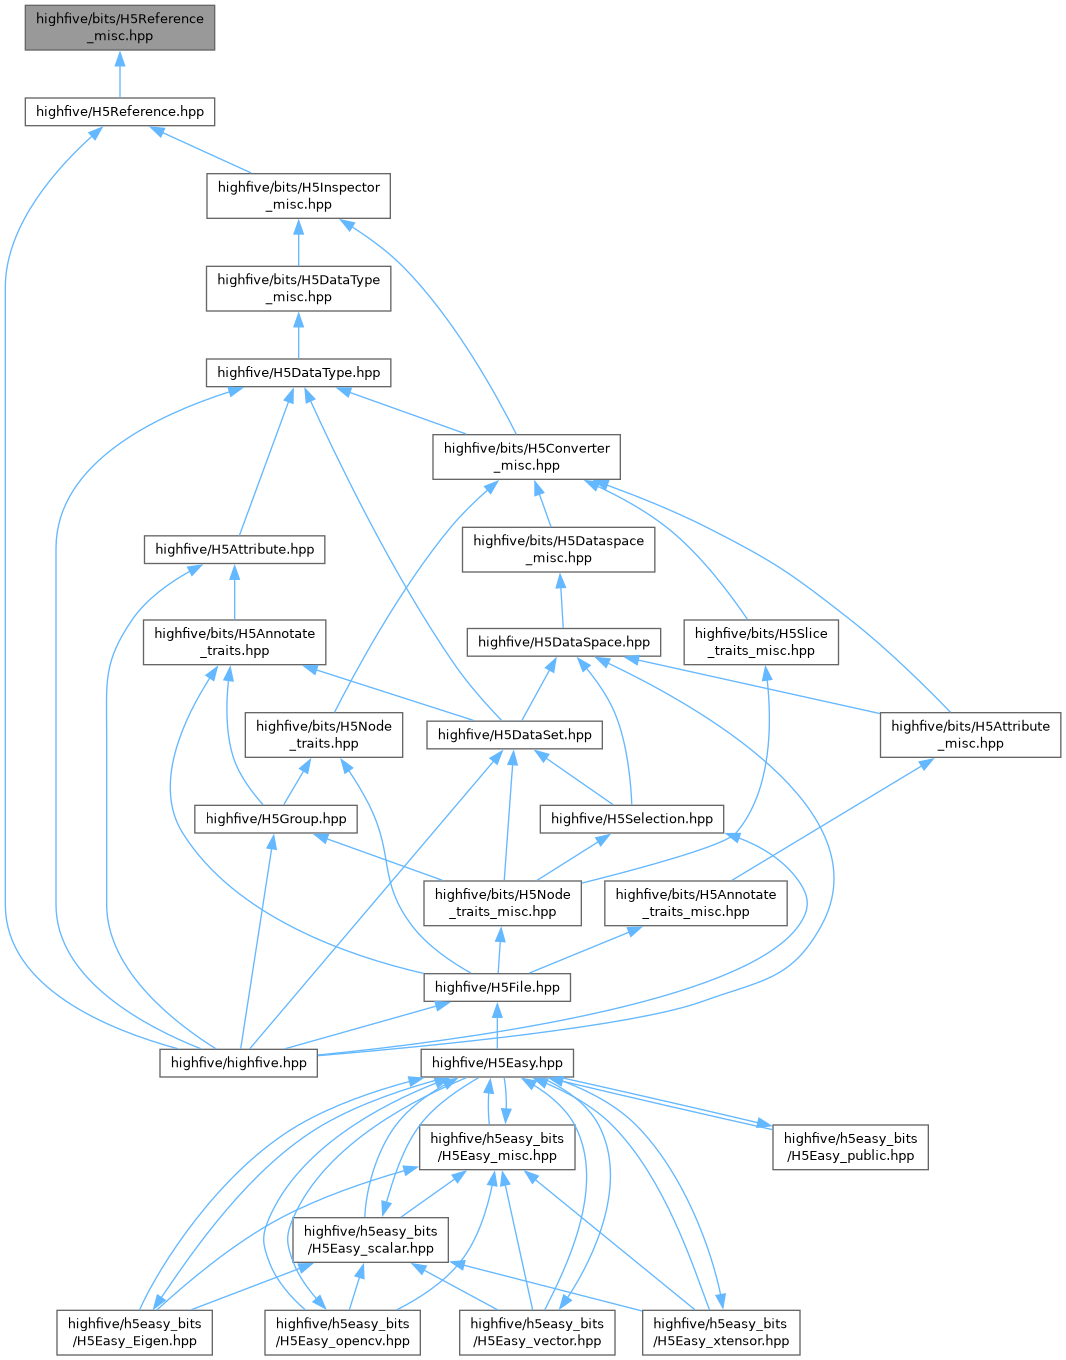 highfive/bits/H5Reference
_misc.hpp
highfive/H5Reference.hpp
highfive/bits/H5Inspector
_misc.hpp
highfive/bits/H5DataType
_misc.hpp
highfive/H5DataType.hpp
highfive/bits/H5Converter
_misc.hpp
highfive/H5Attribute.hpp
highfive/bits/H5Dataspace
_misc.hpp
highfive/bits/H5Annotate
_traits.hpp
highfive/H5DataSpace.hpp
highfive/bits/H5Slice
_traits_misc.hpp
highfive/bits/H5Node
_traits.hpp
highfive/H5DataSet.hpp
highfive/bits/H5Attribute
_misc.hpp
highfive/H5Group.hpp
highfive/H5Selection.hpp
highfive/bits/H5Node
_traits_misc.hpp
highfive/bits/H5Annotate
_traits_misc.hpp
highfive/H5File.hpp
highfive/highfive.hpp
highfive/H5Easy.hpp
highfive/h5easy_bits
/H5Easy_misc.hpp
highfive/h5easy_bits
/H5Easy_public.hpp
highfive/h5easy_bits
/H5Easy_scalar.hpp
highfive/h5easy_bits
/H5Easy_Eigen.hpp
highfive/h5easy_bits
/H5Easy_opencv.hpp
highfive/h5easy_bits
/H5Easy_vector.hpp
highfive/h5easy_bits
/H5Easy_xtensor.hpp